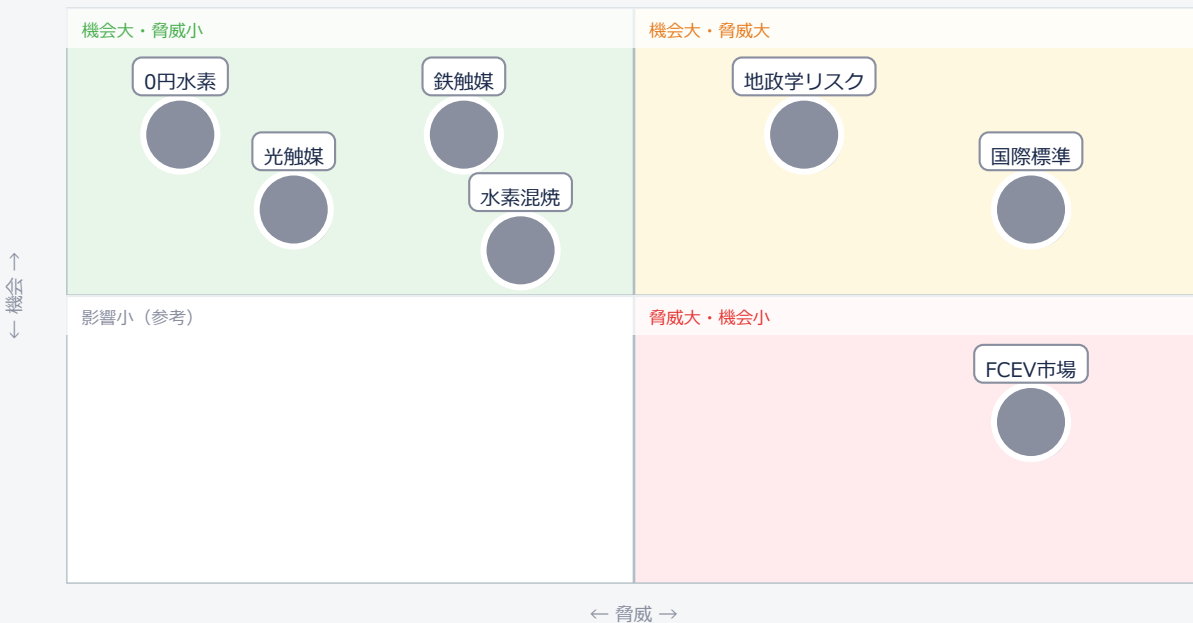 機会大・脅威小
機会大・脅威大
0円水素
鉄触媒
地政学リスク
光触媒
国際標準
水素混焼
← 機会 →
影響小（参考）
脅威大・機会小
FCEV市場
← 脅威 →